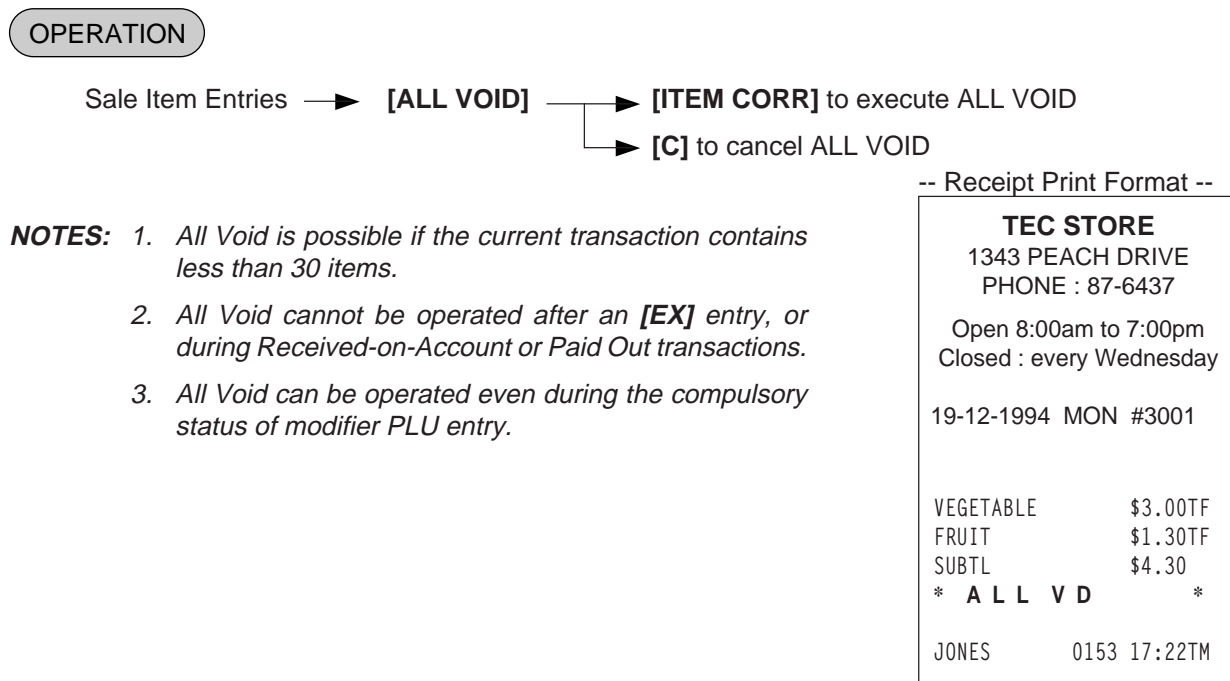 OPERATION
Sale Item Entries [ALL VOID] [ITEM CORR] to execute ALL VOID
[C] to cancel ALL VOID
NOTES: 1. All Void is possible if the current transaction contains
less than 30 items.
2. All Void cannot be operated after an [EX] entry, or
during Received-on-Account or Paid Out transactions.
3. All Void can be operated even during the compulsory
status of modifier PLU entry.
-- Receipt Print Format --
TEC STORE
1343 PEACH DRIVE
PHONE : 87-6437
Open 8:00am to 7:00pm
Closed : every Wednesday
19-12-1994 MON #3001
VEGETABLE $3.00TF
FRUIT $1.30TF
SUBTL $4.30
* A L L V D *
JONES 0153 17:22TM